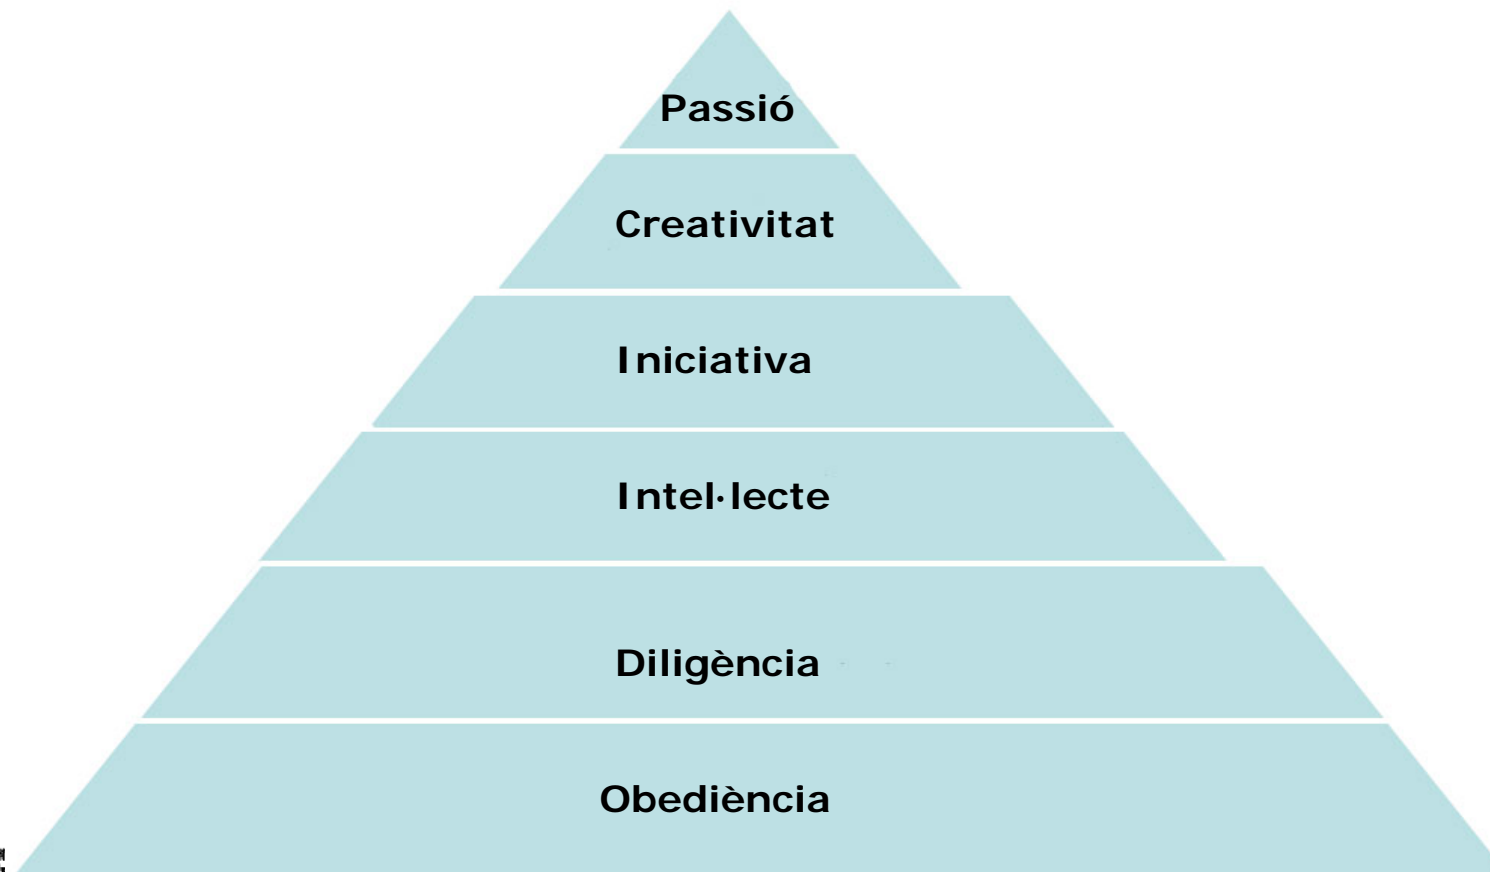 Passió
Creativitat
Iniciativa
Intel·lecte
Diligència
Obediència